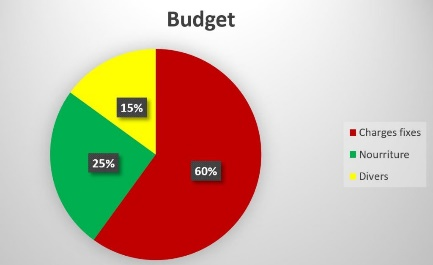 Budget
15%
25%
60%
Charges fixes
Nourriture
Divers